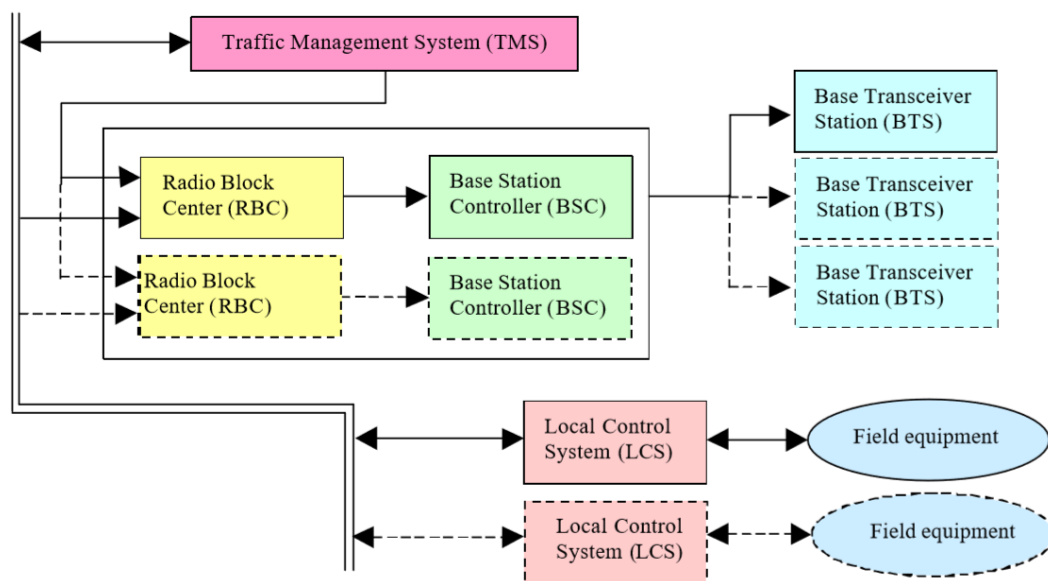 Traffic Management System (TMS)
Base Transceiver
Station (BTS)
Radio Block
Center (RBC)
Base Station
Controller (BSC)
Base Transceiver
Station (BTS)
Radio Block
Center (RBC)
Base Station
Controller (BSC)
Base Transceiver
Station (BTS)
Local Control
System (LCS)
Field equipment
Local Control
System (LCS)
Field equipment